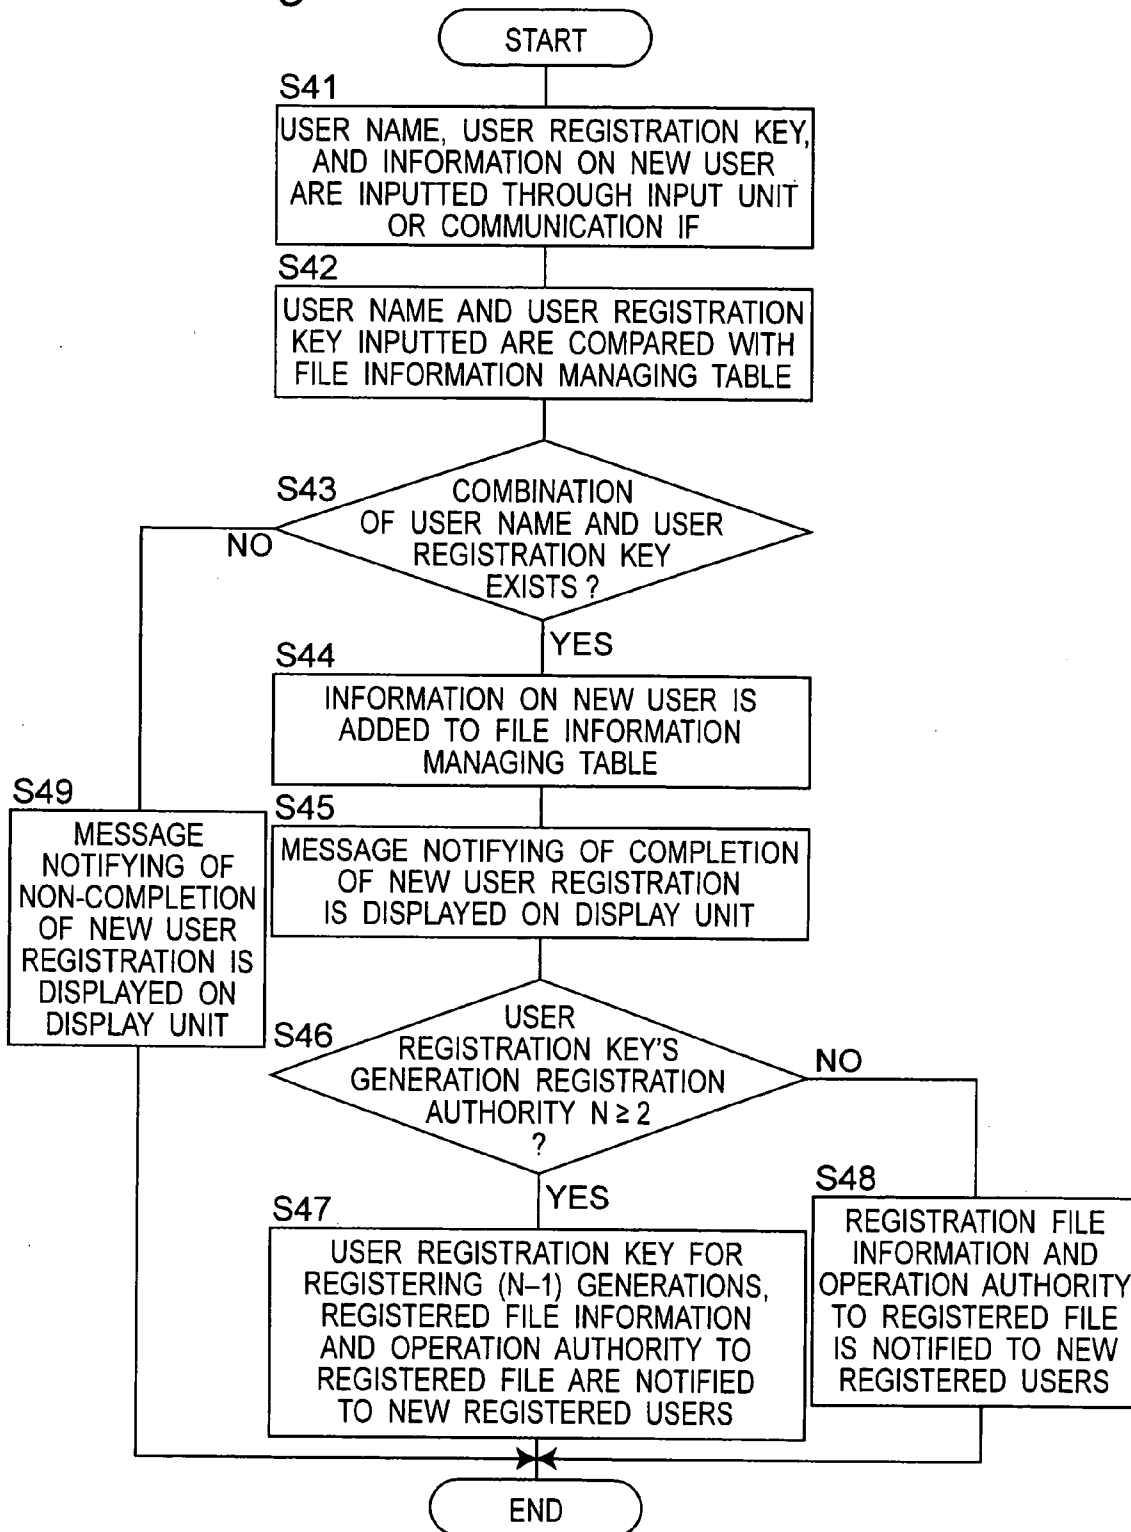 START
S41
USER NAME, USER REGISTRATION KEY,
AND INFORMATION ON NEW USER
ARE INPUTTED THROUGH INPUT UNIT
OR COMMUNICATION IF
S42
USER NAME AND USER REGISTRATION
KEY INPUTTED ARE COMPARED WITH
FILE INFORMATION MANAGING TABLE
S43
COMBINATION
OF USER NAME AND USER
REGISTRATION KEY
EXISTS ?
NO
YES
S44
INFORMATION ON NEW USER IS
ADDED TO FILE INFORMATION
MANAGING TABLE
S49
MESSAGE
NOTIFYING OF
NON-COMPLETION
OF NEW USER
REGISTRATION IS
DISPLAYED ON
DISPLAY UNIT
S45
MESSAGE NOTIFYING OF COMPLETION
OF NEW USER REGISTRATION
IS DISPLAYED ON DISPLAY UNIT
S46
USER
REGISTRATION KEY'S
GENERATION REGISTRATION
AUTHORITY N ≥ 2
?
NO
YES
S47
USER REGISTRATION KEY FOR
REGISTERING (N–1) GENERATIONS,
REGISTERED FILE INFORMATION
AND OPERATION AUTHORITY TO
REGISTERED FILE ARE NOTIFIED
TO NEW REGISTERED USERS
S48
REGISTRATION FILE
INFORMATION AND
OPERATION AUTHORITY
TO REGISTERED FILE
IS NOTIFIED TO NEW
REGISTERED USERS
END